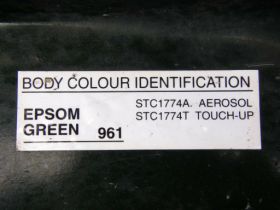 BODY COLOUR IDENTIFICATION
EPSOM GREEN 961
STC1774A. AEROSOL
STC1774T TOUCH-UP